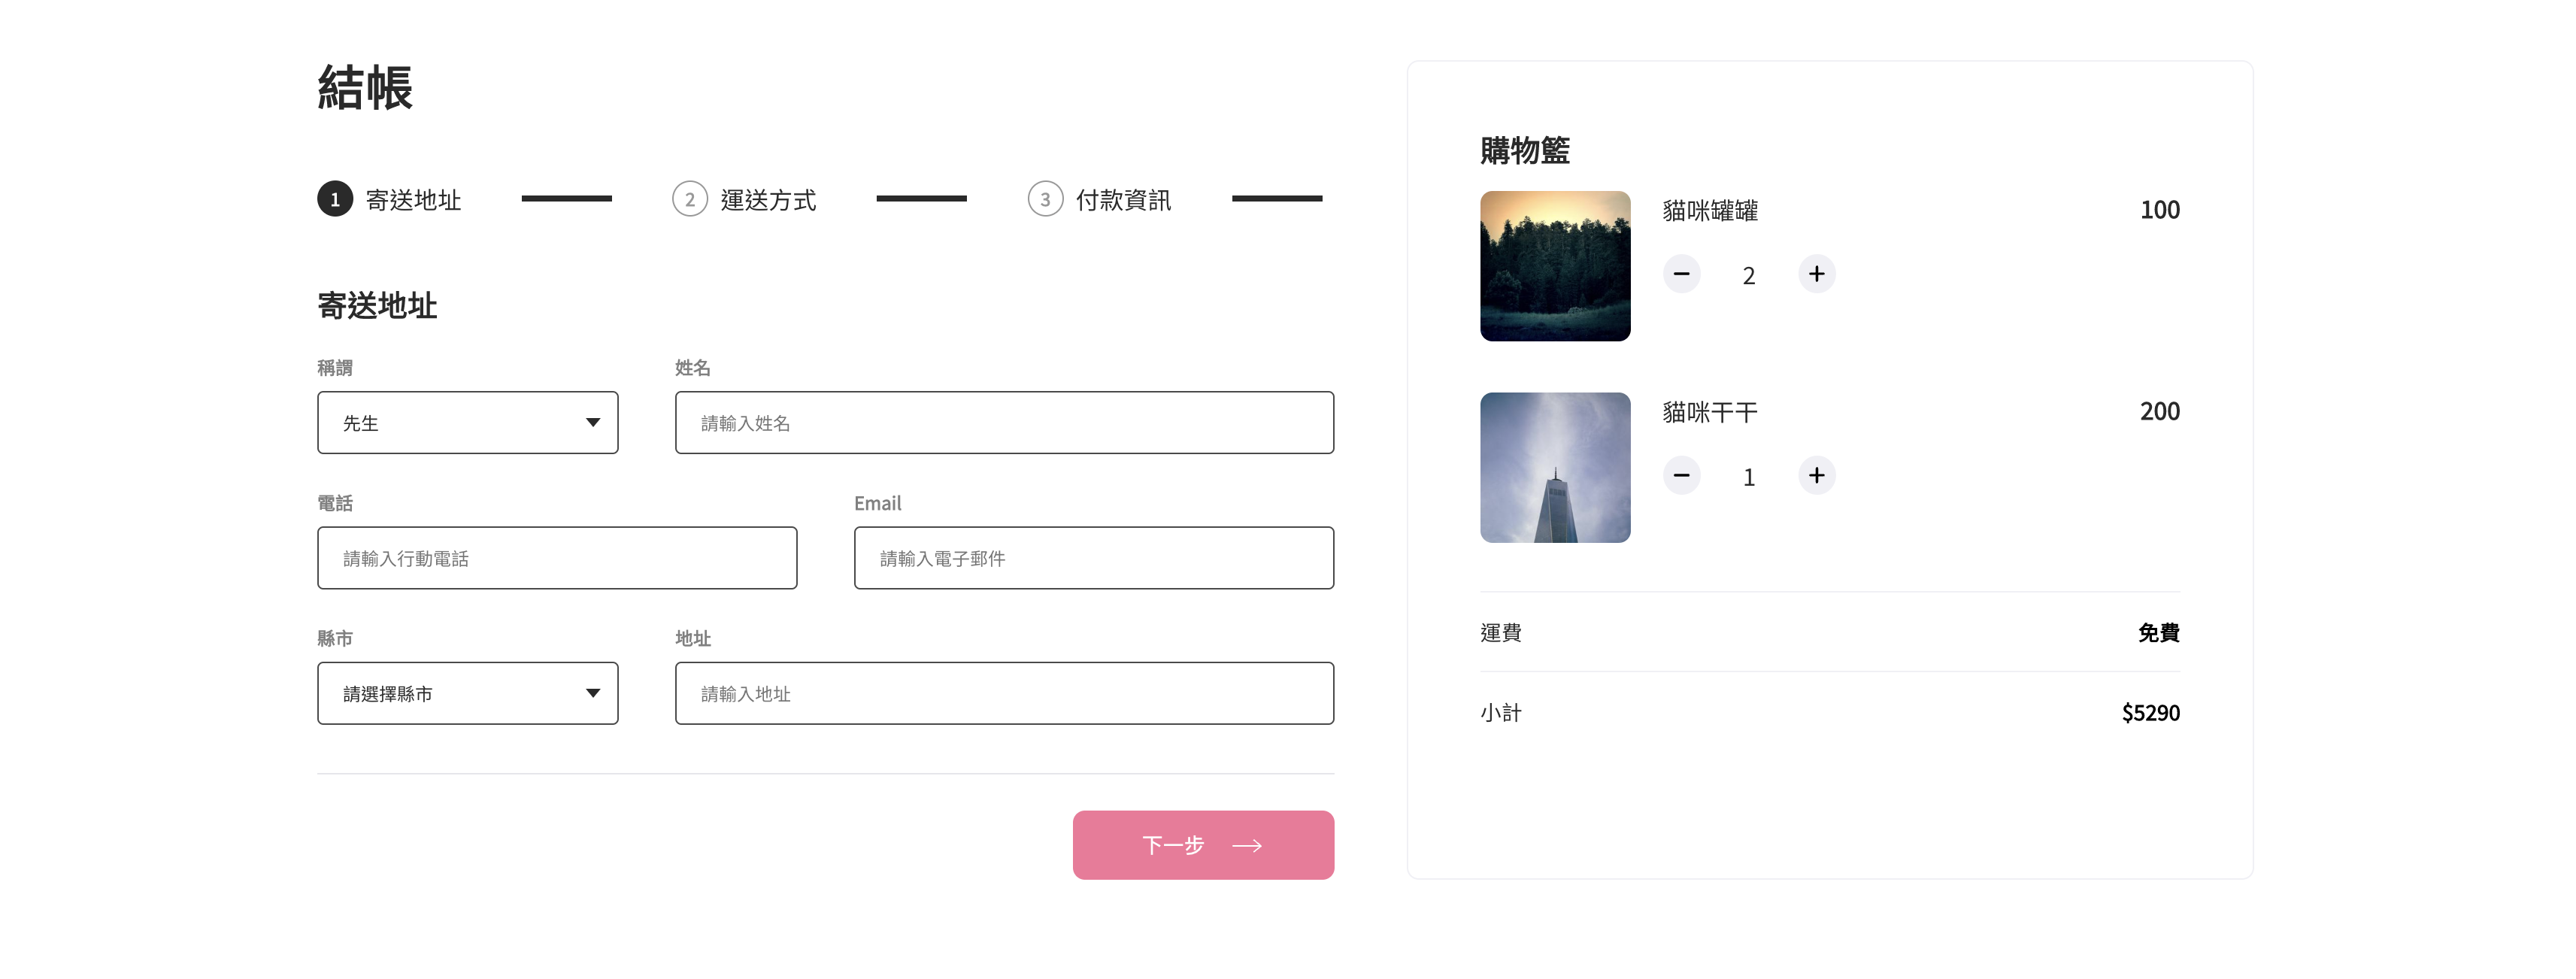 結帳
1 寄送地址 2 運送方式 3 付款資訊
寄送地址
稱謂 姓名
先生 請輸入姓名
電話 Email
請輸入行動電話 請輸入電子郵件
縣市 地址
請選擇縣市 請輸入地址
下一步
購物籃
貓咪罐罐 100
2
貓咪干干 200
1
運費 免費
小計 $5290